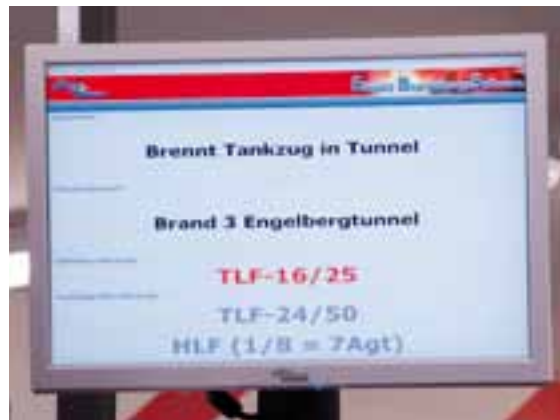 Brennt Tankzug in Tunnel
Brand 3 Engelbergtunnel
TLF-16/25
TLF-24/50
HLF (1/8 = 7Agt)